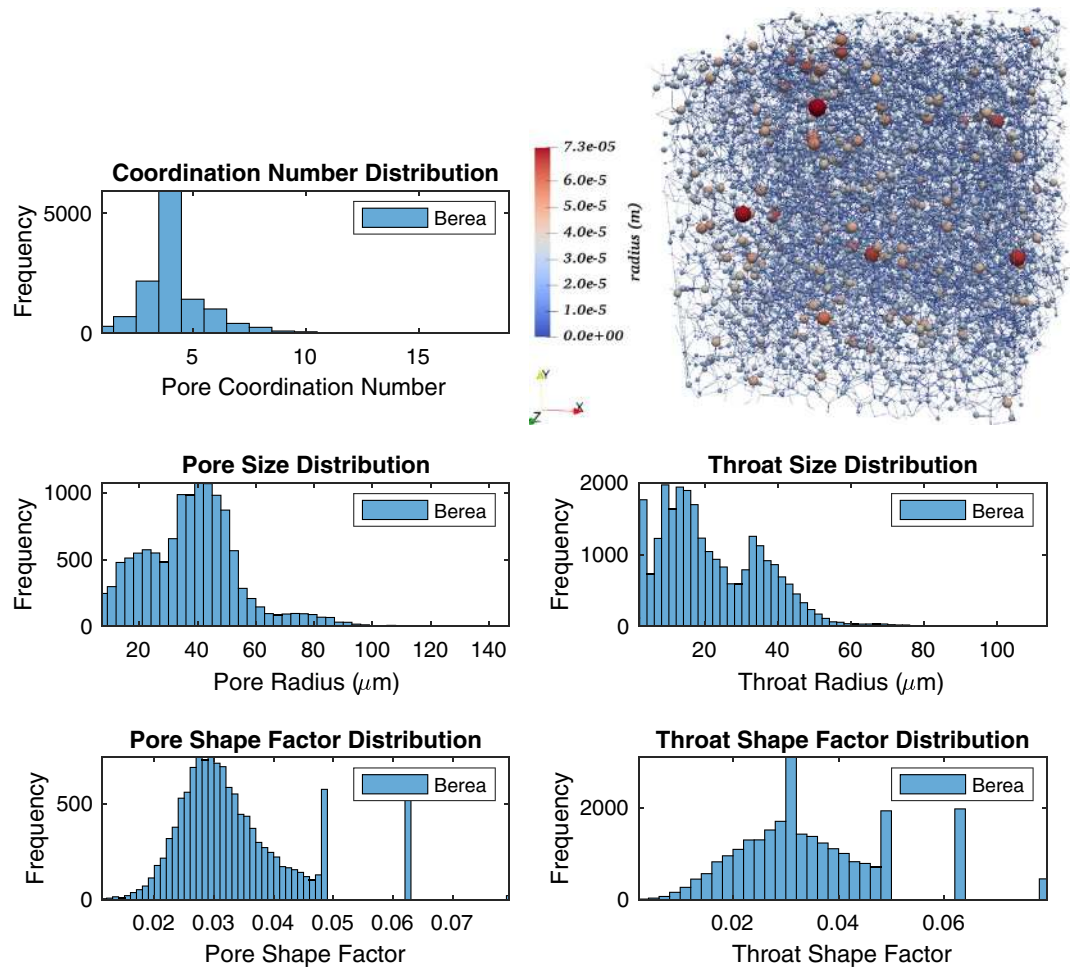 Coordination Number Distribution
Frequency
5000
0
Berea
5
10
15
Pore Coordination Number
7.3e-05
6.0e-5
5.0e-5
4.0e-5
3.0e-5
2.0e-5
1.0e-5
0.0e+00
radius (m)
Y
X
Z
Pore Size Distribution
Frequency
1000
500
0
Berea
20
40
60
80
100
120
140
Pore Radius (μm)
Throat Size Distribution
Frequency
2000
1000
0
Berea
20
40
60
80
100
Throat Radius (μm)
Pore Shape Factor Distribution
Frequency
500
0
Berea
0.02
0.03
0.04
0.05
0.06
0.07
Pore Shape Factor
Throat Shape Factor Distribution
Frequency
2000
0
Berea
0.02
0.04
0.06
Throat Shape Factor